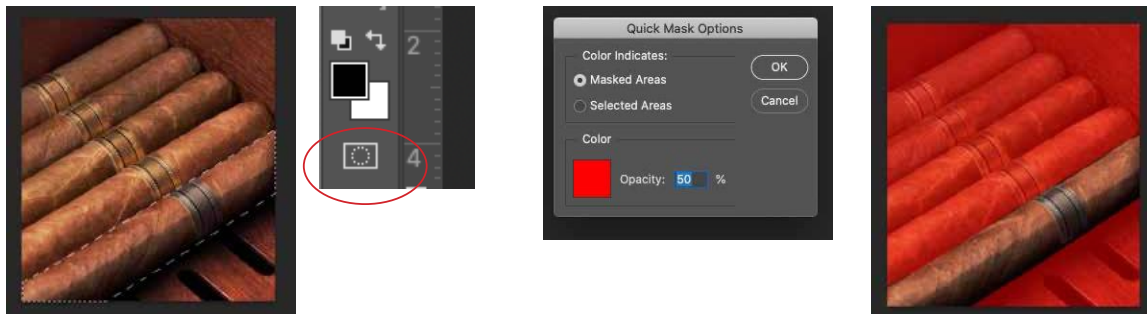 2
4
Quick Mask Options
Color Indicates:
Masked Areas
Selected Areas
OK
Cancel
Color
Opacity: 50 %